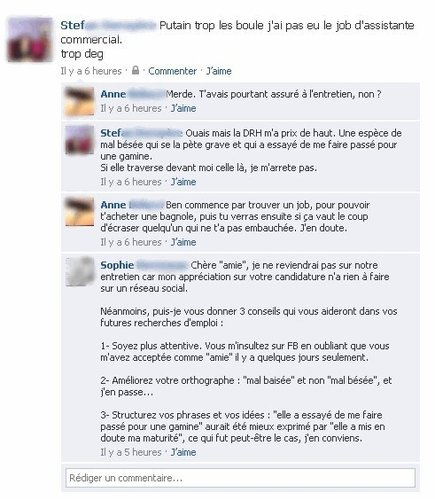 Stef Putain trop les boule j'ai pas eu le job d'assistante
commercial.
trop deg
Il y a 6 heures · Commenter · J'aime
Anne Merde. T'avais pourtant assuré à l'entretien, non ?
Il y a 6 heures · J'aime
Stef Ouais mais la DRH m'a prix de haut. Une espèce de
mal bésée qui se la pète grave et qui a essayé de me faire passé pour
une gamine.
Si elle traverse devant moi celle là, je m'arrete pas.
Il y a 6 heures · J'aime
Anne Ben commence par trouver un job, pour pouvoir
t'acheter une bagnole, puis tu verras ensuite si ça vaut le coup
d'écraser quelqu'un qui ne t'a pas embauchée. J'en doute.
Il y a 6 heures · J'aime
Sophie Chère "amie", je ne reviendrai pas sur notre
entretien car mon appréciation sur votre candidature n'a rien à faire
sur un réseau social.
Néanmoins, puis-je vous donner 3 conseils qui vous aideront dans vos
futures recherches d'emploi :
1- Soyez plus attentive. Vous m'insultez sur FB en oubliant que vous
m'avez acceptée comme "amie" il y a quelques jours seulement.
2- Améliorez votre orthographe : "mal baisée" et non "mal bésée", et
j'en passe...
3- Structurez vos phrases et vos idées : "elle a essayé de me faire
passé pour une gamine" aurait été mieux exprimé par "elle a mis en
doute ma maturité", ce qui fut peut-être le cas, j'en conviens.
Il y a 5 heures · J'aime
Rédiger un commentaire...